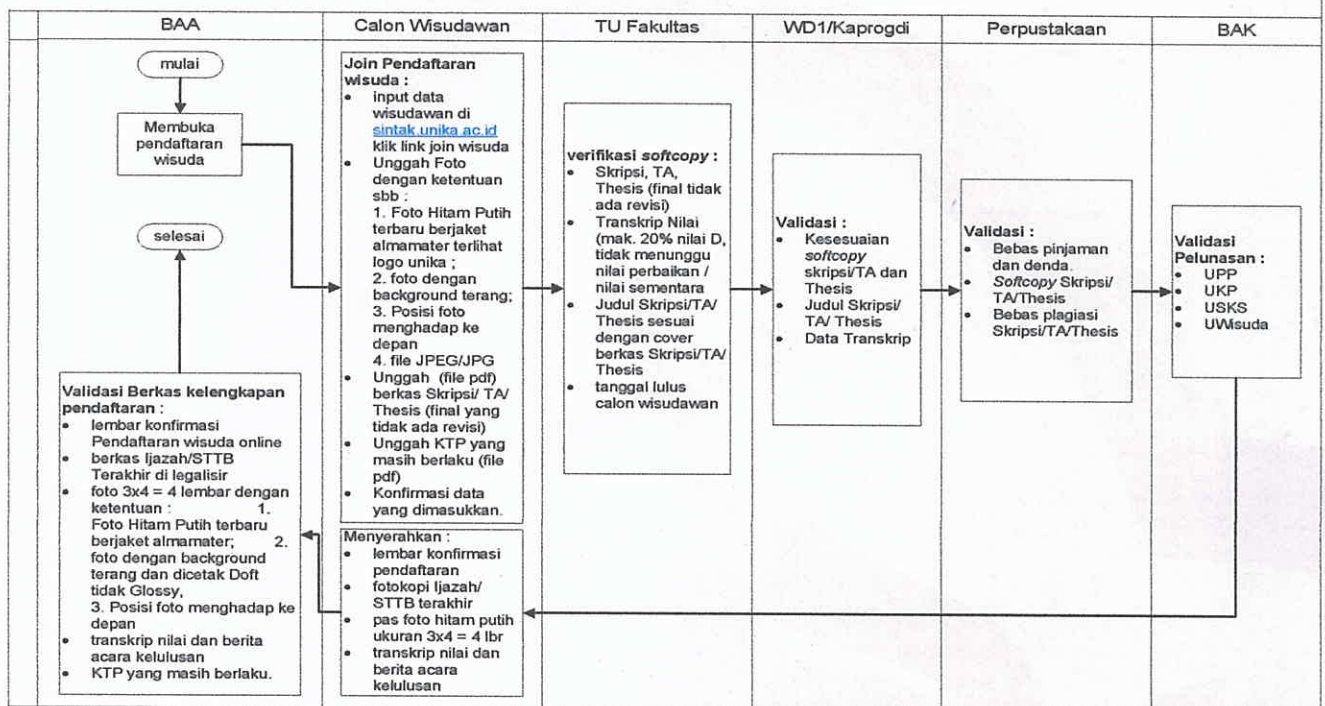 BAA
Calon Wisudawan
TU Fakultas
WD1/Kaprogdi
Perpustakaan
BAK
mulai
Membuka
pendaftaran
wisuda
Join Pendaftaran
wisuda :
• input data
wisudawan di
sintak.unika.ac.id
klik link join wisuda
• Unggah Foto
dengan ketentuan
sbb :
1. Foto Hitam Putih
terbaru berjaket
almamater terlihat
logo unika ;
2. foto dengan
background terang;
3. Posisi foto
menghadap ke
depan
4. file JPEG/JPG
• Unggah (file pdf)
berkas Skripsi/ TA/
Thesis (final yang
tidak ada revisi)
• Unggah KTP yang
masih berlaku (file
pdf)
• Konfirmasi data
yang dimasukkan.
verifikasi softcopy :
• Skripsi, TA,
Thesis (final tidak
ada revisi)
• Transkrip Nilai
(mak. 20% nilai D,
tidak menunggu
nilai perbaikan /
nilai sementara
• Judul Skripsi/TA/
Thesis sesuai
dengan cover
berkas Skripsi/TA/
Thesis
• tanggal lulus
calon wisudawan
Validasi :
• Kesesuaian
softcopy
skripsi/TA dan
Thesis
• Judul Skripsi/
TA/ Thesis
• Data Transkrip
Validasi :
• Bebas pinjaman
dan denda.
• Softcopy Skripsi/
TA/Thesis
• Bebas plagiasi
Skripsi/TA/Thesis
Validasi
Pelunasan :
• UPP
• UKP
• USKS
• UWisuda
Menyerahkan :
• lembar konfirmasi
pendaftaran
• fotokopi Ijazah/
STTB terakhir
• pas foto hitam putih
ukuran 3x4 = 4 lbr
• transkrip nilai dan
berita acara
kelulusan
Validasi Berkas kelengkapan
pendaftaran :
• lembar konfirmasi
Pendaftaran wisuda online
• berkas Ijazah/STTB
Terakhir di legalisir
• foto 3x4 = 4 lembar dengan
ketentuan : 1.
Foto Hitam Putih terbaru
berjaket almamater; 2.
foto dengan background
terang dan dicetak Doft
tidak Glossy,
3. Posisi foto menghadap ke
depan
• transkrip nilai dan berita
acara kelulusan
• KTP yang masih berlaku.
selesai